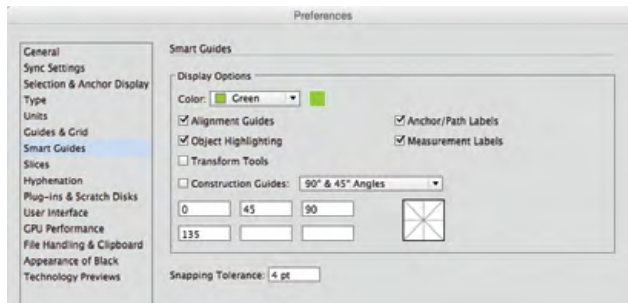 Preferences
General
Sync Settings
Selection & Anchor Display
Type
Units
Guides & Grid
Smart Guides
Slices
Hyphenation
Plug-ins & Scratch Disks
User Interface
GPU Performance
File Handling & Clipboard
Appearance of Black
Technology Previews
Smart Guides
Display Options
Color: Green
Alignment Guides Anchor/Path Labels
Object Highlighting Measurement Labels
Transform Tools
Construction Guides: 90° & 45° Angles
0 45 90
135
Snapping Tolerance: 4 pt